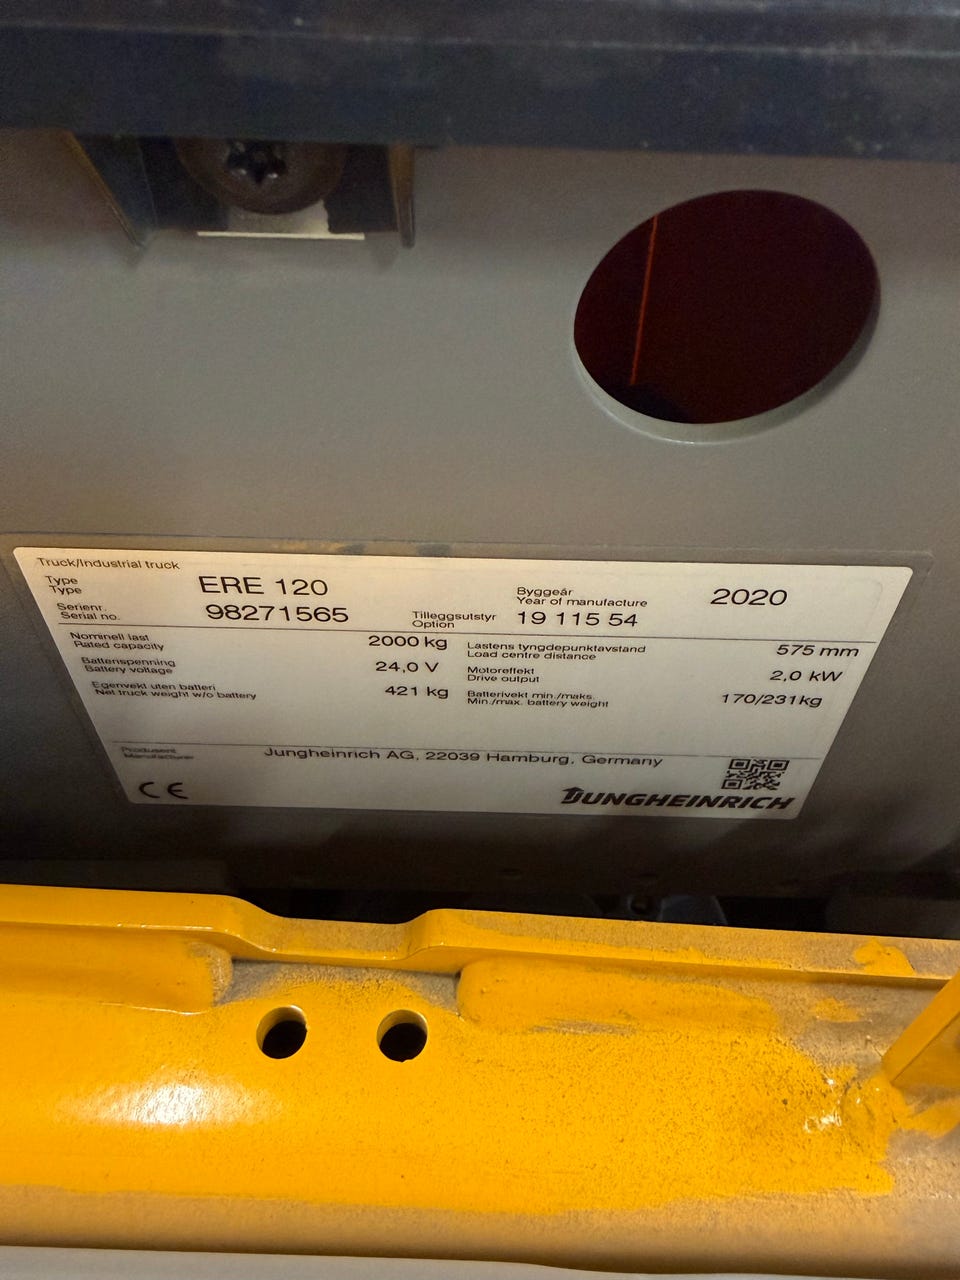 Truck/Industrial truck
Type
Type
ERE 120
Byggeår
Year of manufacture
2020
Serienr.
Serial no.
98271565
Tilleggsutstyr
Option
19 115 54
Nominell last
Rated capacity
2000 kg
Lastens tyngdepunktavstand
Load centre distance
575 mm
Batterispenning
Battery voltage
24,0 V
Motoreffekt
Drive output
2,0 kW
Egenvekt uten batteri
Net truck weight w/o battery
421 kg
Batterivekt min./maks.
Min./max. battery weight
170/231kg
Produsent
Manufacturer
Jungheinrich AG, 22039 Hamburg, Germany
CE
JUNGHEINRICH